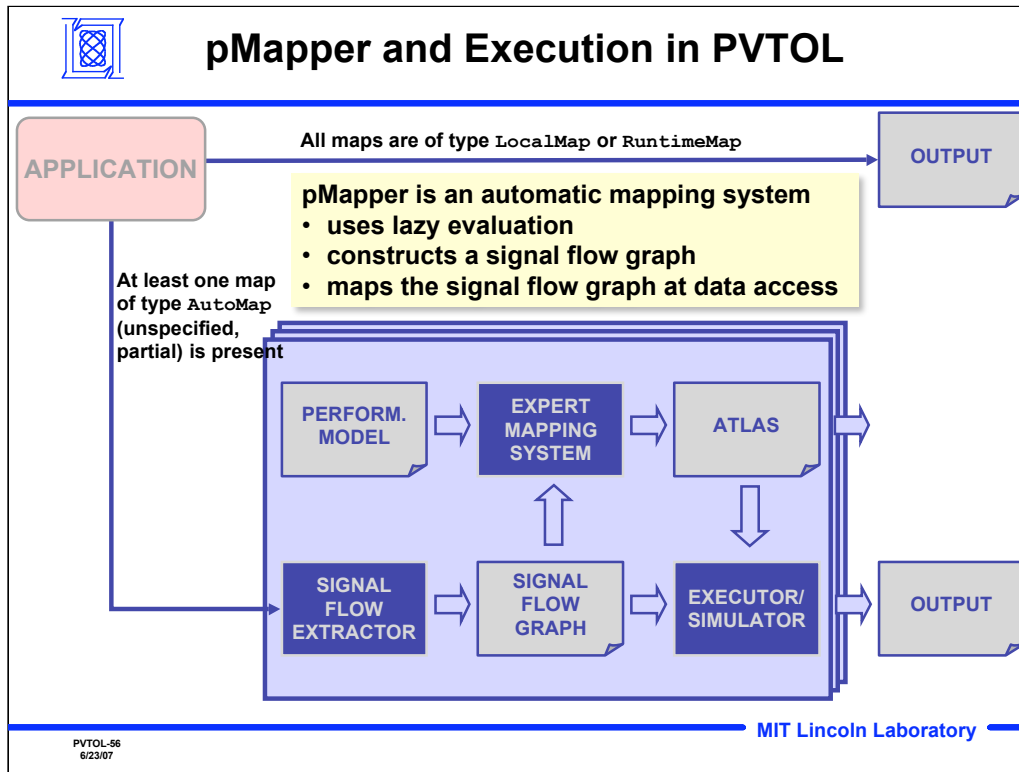 pMapper and Execution in PVTOL
APPLICATION
All maps are of type LocalMap or RuntimeMap
OUTPUT
pMapper is an automatic mapping system
• uses lazy evaluation
• constructs a signal flow graph
• maps the signal flow graph at data access
At least one map
of type AutoMap
(unspecified,
partial) is present
PERFORM.
MODEL
EXPERT
MAPPING
SYSTEM
ATLAS
SIGNAL
FLOW
EXTRACTOR
SIGNAL
FLOW
GRAPH
EXECUTOR/
SIMULATOR
OUTPUT
MIT Lincoln Laboratory
PVTOL-56
6/23/07